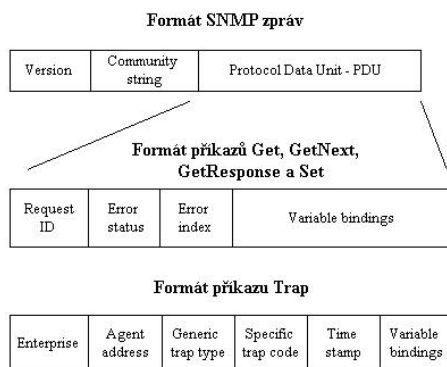 Formát SNMP zpráv
Version
Community
string
Protocol Data Unit - PDU
Formát příkazů Get, GetNext,
GetResponse a Set
Request
ID
Error
status
Error
index
Variable bindings
Formát příkazu Trap
Enterprise
Agent
address
Generic
trap type
Specific
trap code
Time
stamp
Variable
bindings